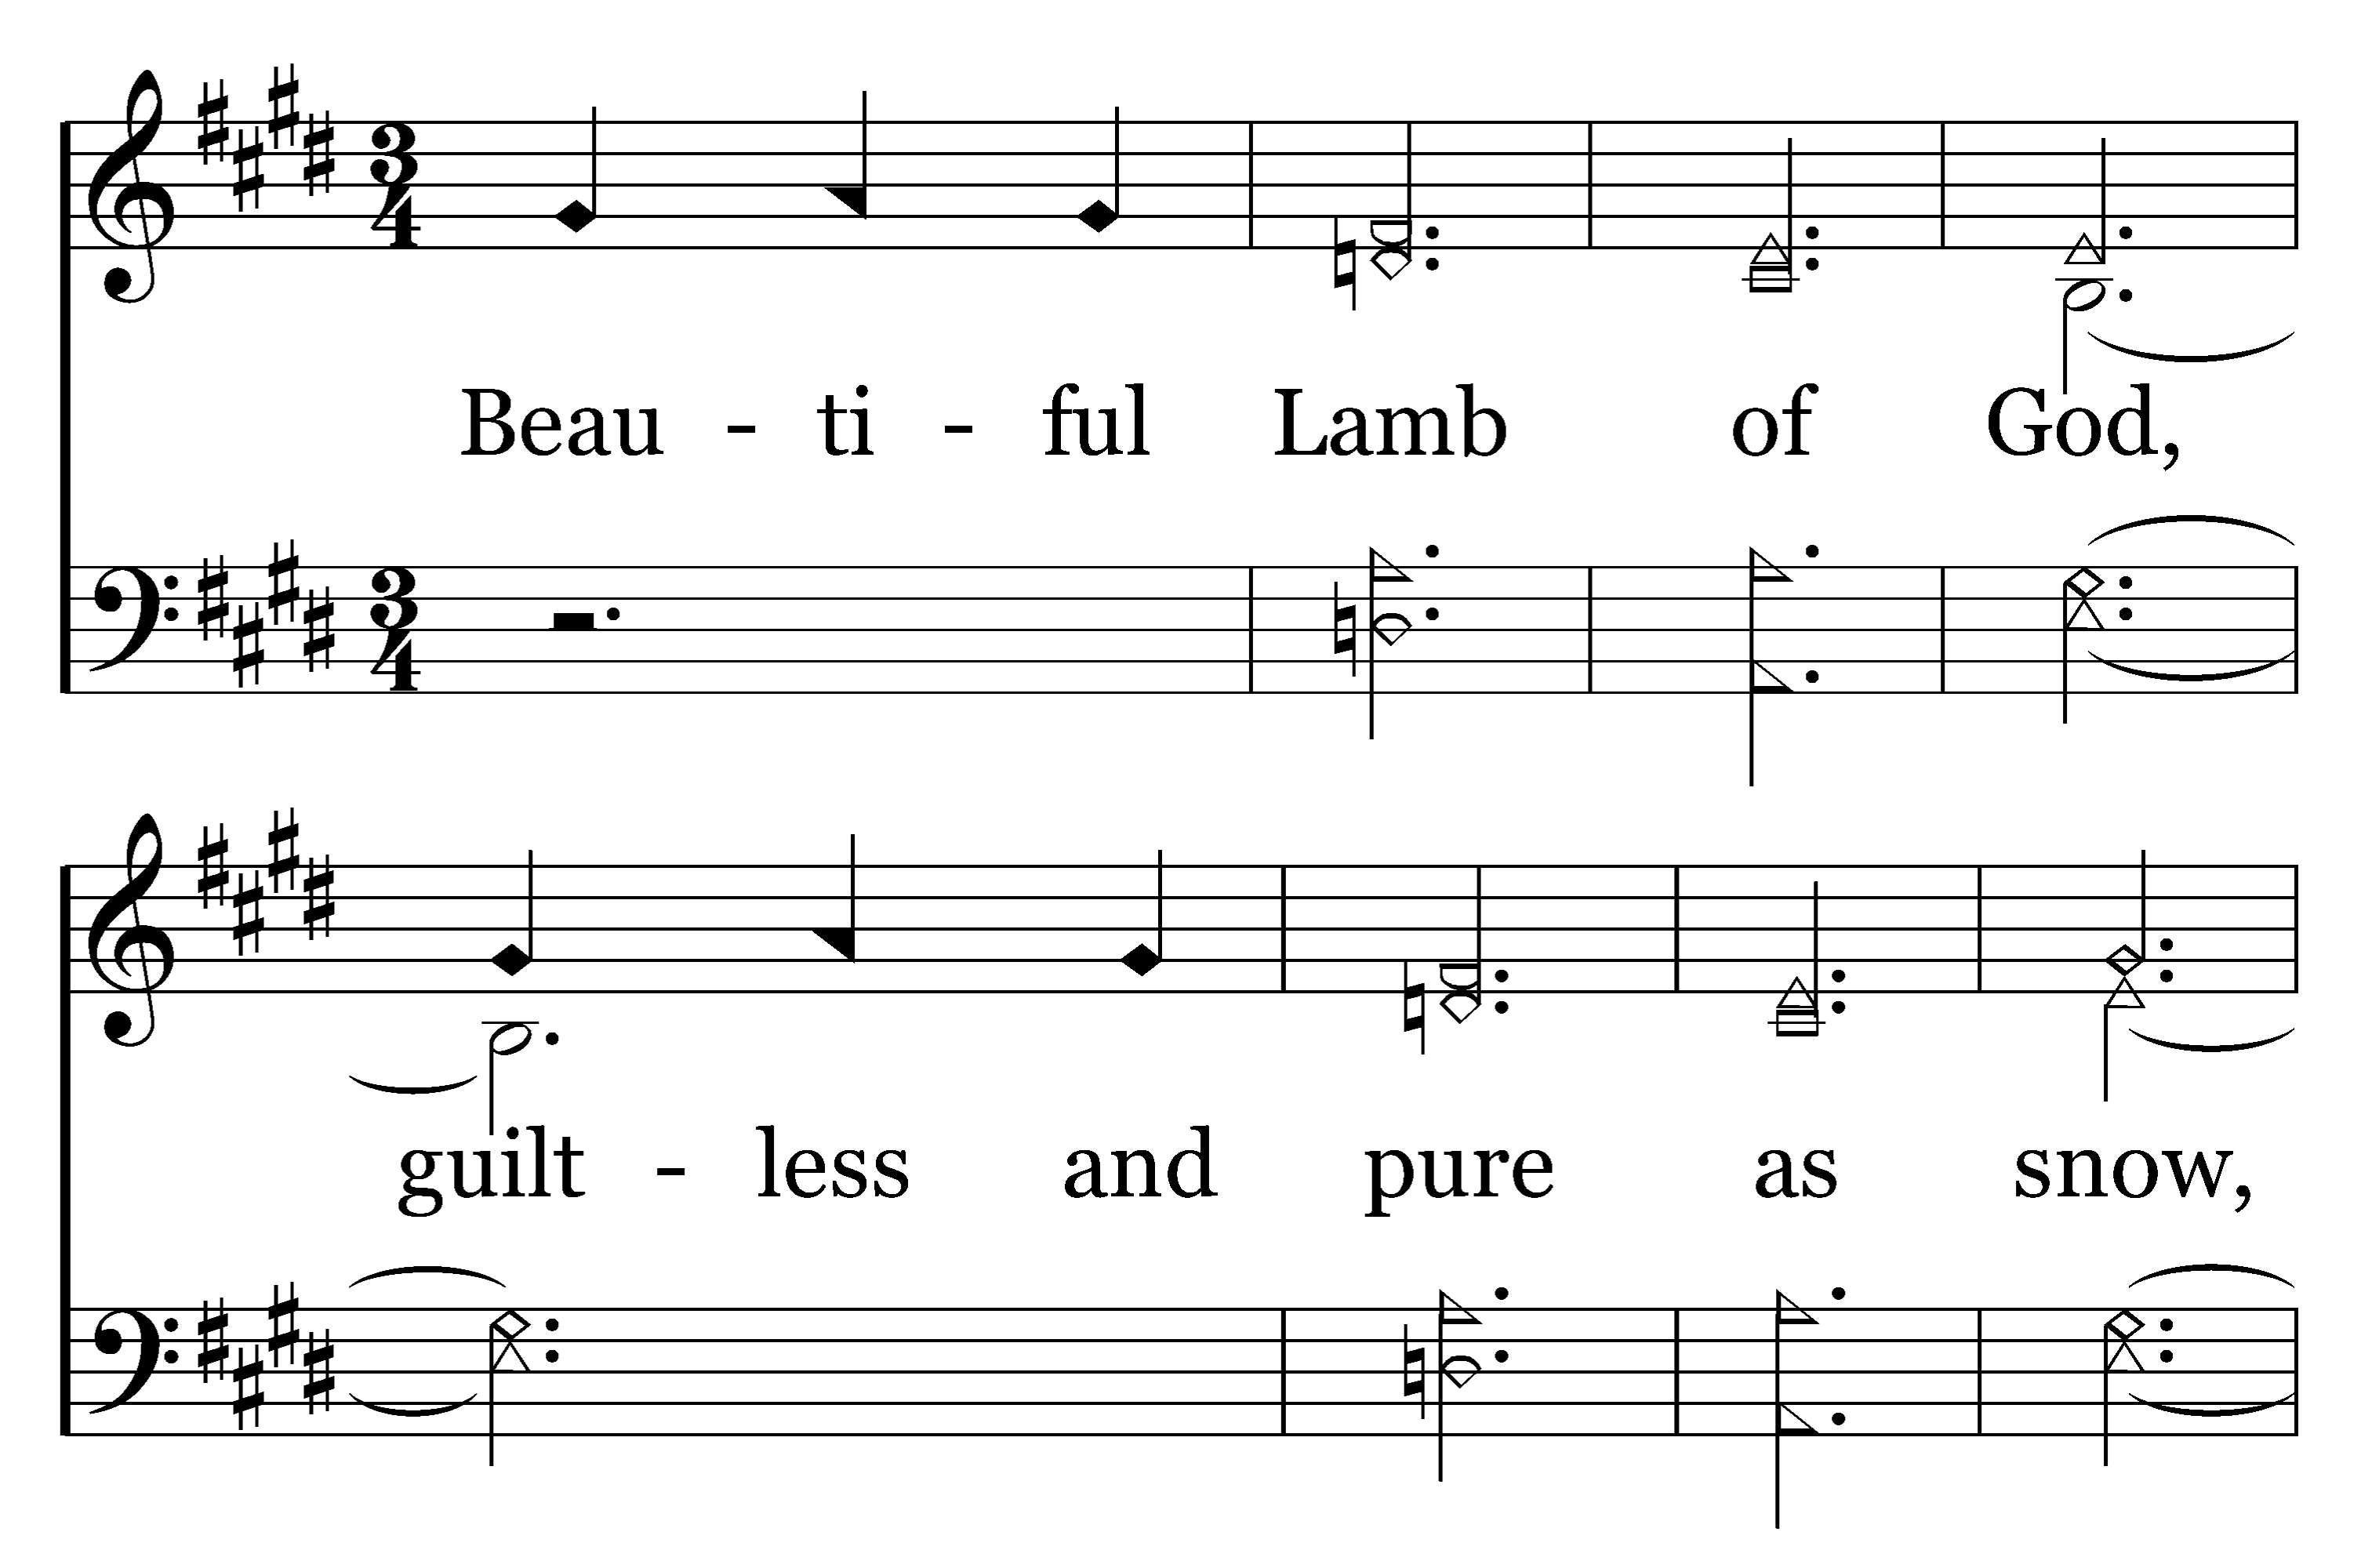 Beau - ti - ful Lamb of God,
guilt - less and pure as snow,